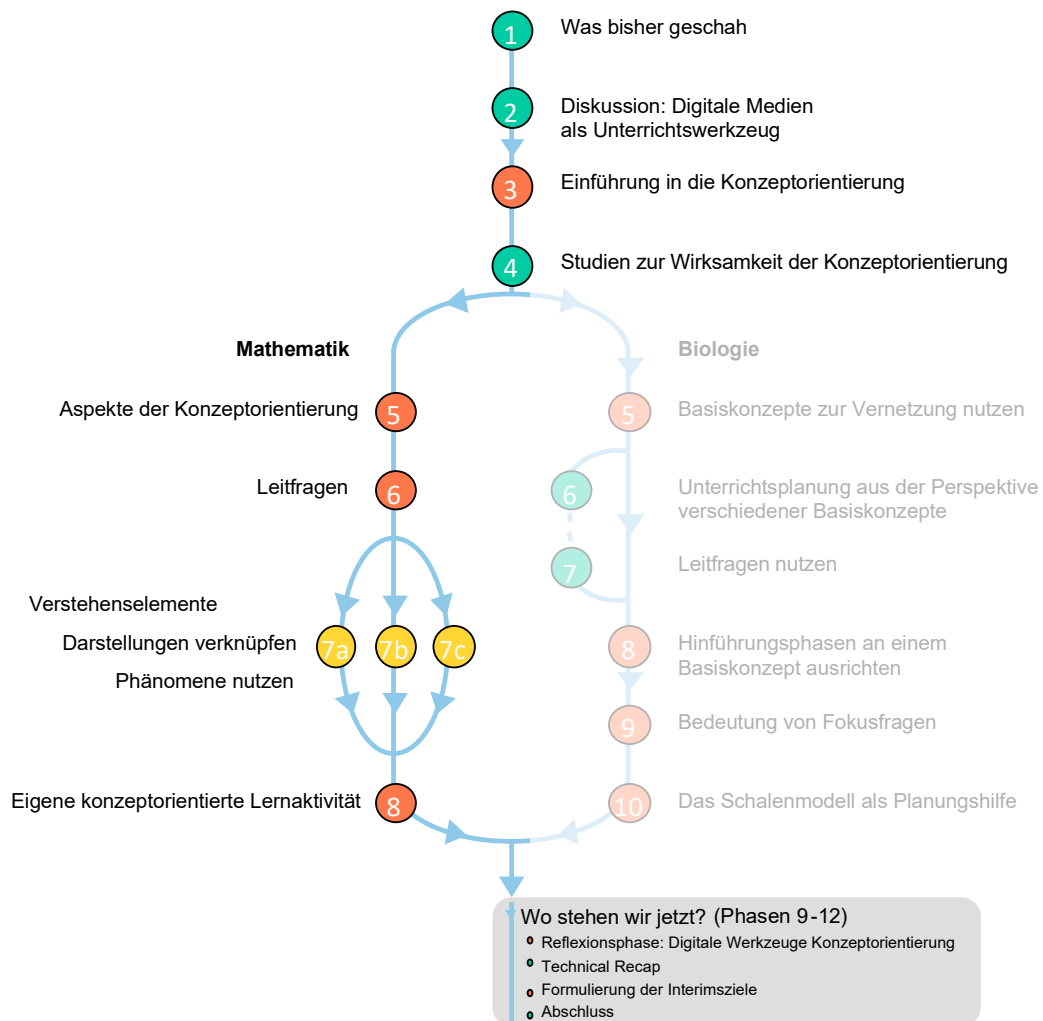 1 Was bisher geschah
2 Diskussion: Digitale Medien
als Unterrichtswerkzeug
3 Einführung in die Konzeptorientierung
4 Studien zur Wirksamkeit der Konzeptorientierung
Mathematik
Aspekte der Konzeptorientierung 5
Leitfragen 6
Verstehenselemente
Darstellungen verknüpfen
Phänomene nutzen
7a 7b 7c
Eigene konzeptorientierte Lernaktivität 8
Biologie
5 Basiskonzepte zur Vernetzung nutzen
6 Unterrichtsplanung aus der Perspektive
verschiedener Basiskonzepte
7 Leitfragen nutzen
8 Hinführungsphasen an einem
Basiskonzept ausrichten
9 Bedeutung von Fokusfragen
10 Das Schalenmodell als Planungshilfe
Wo stehen wir jetzt? (Phasen 9-12)
Reflexionsphase: Digitale Werkzeuge Konzeptorientierung
Technical Recap
Formulierung der Interimsziele
Abschluss